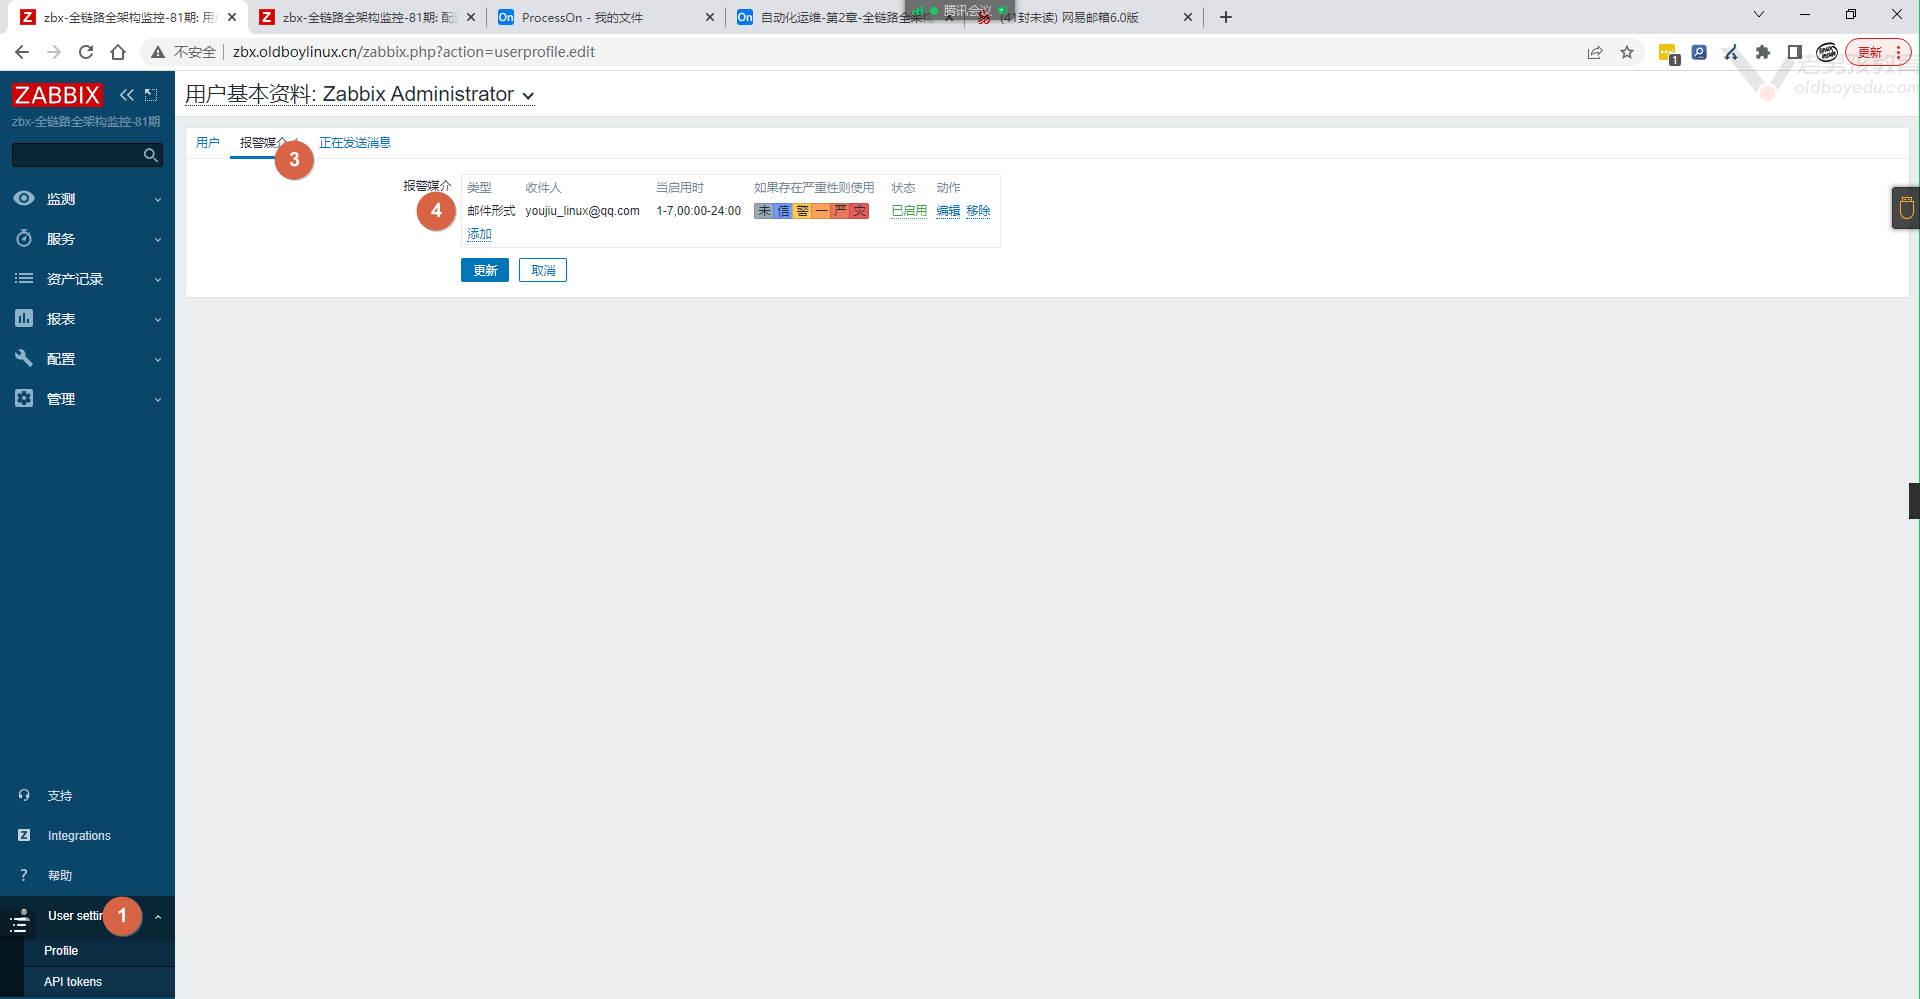 zbx-全链路全架构监控-81期: 用
zbx-全链路全架构监控-81期: 配
ProcessOn - 我的文件
自动化运维-第2章-全链路全架构
腾讯会议
(41封未读) 网易邮箱6.0版
不安全
zbx.oldboylinux.cn/zabbix.php?action=userprofile.edit
1
更新
oldboyedu.com
ZABBIX
zbx-全链路全架构监控-81期
用户基本资料: Zabbix Administrator
用户 报警媒介 正在发送消息
3
监测
服务
资产记录
报表
配置
管理
报警媒介
4
类型 收件人 当启用时 如果存在严重性则使用 状态 动作
邮件形式 youjiu_linux@qq.com 1-7,00:00-24:00 未 信 警 一 严 灾 已启用 编辑 移除
添加
更新 取消
支持
Integrations
帮助
User settin
1
Profile
API tokens